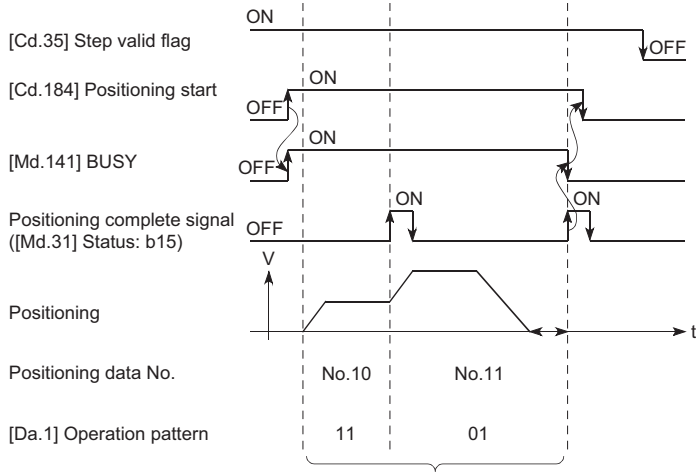 ON
[Cd.35] Step valid flag
OFF
[Cd.184] Positioning start
ON
OFF
ON
[Md.141] BUSY
OFF
Positioning complete signal
([Md.31] Status: b15)
OFF
ON
ON
V
Positioning
t
Positioning data No.
No.10
No.11
[Da.1] Operation pattern
11
01